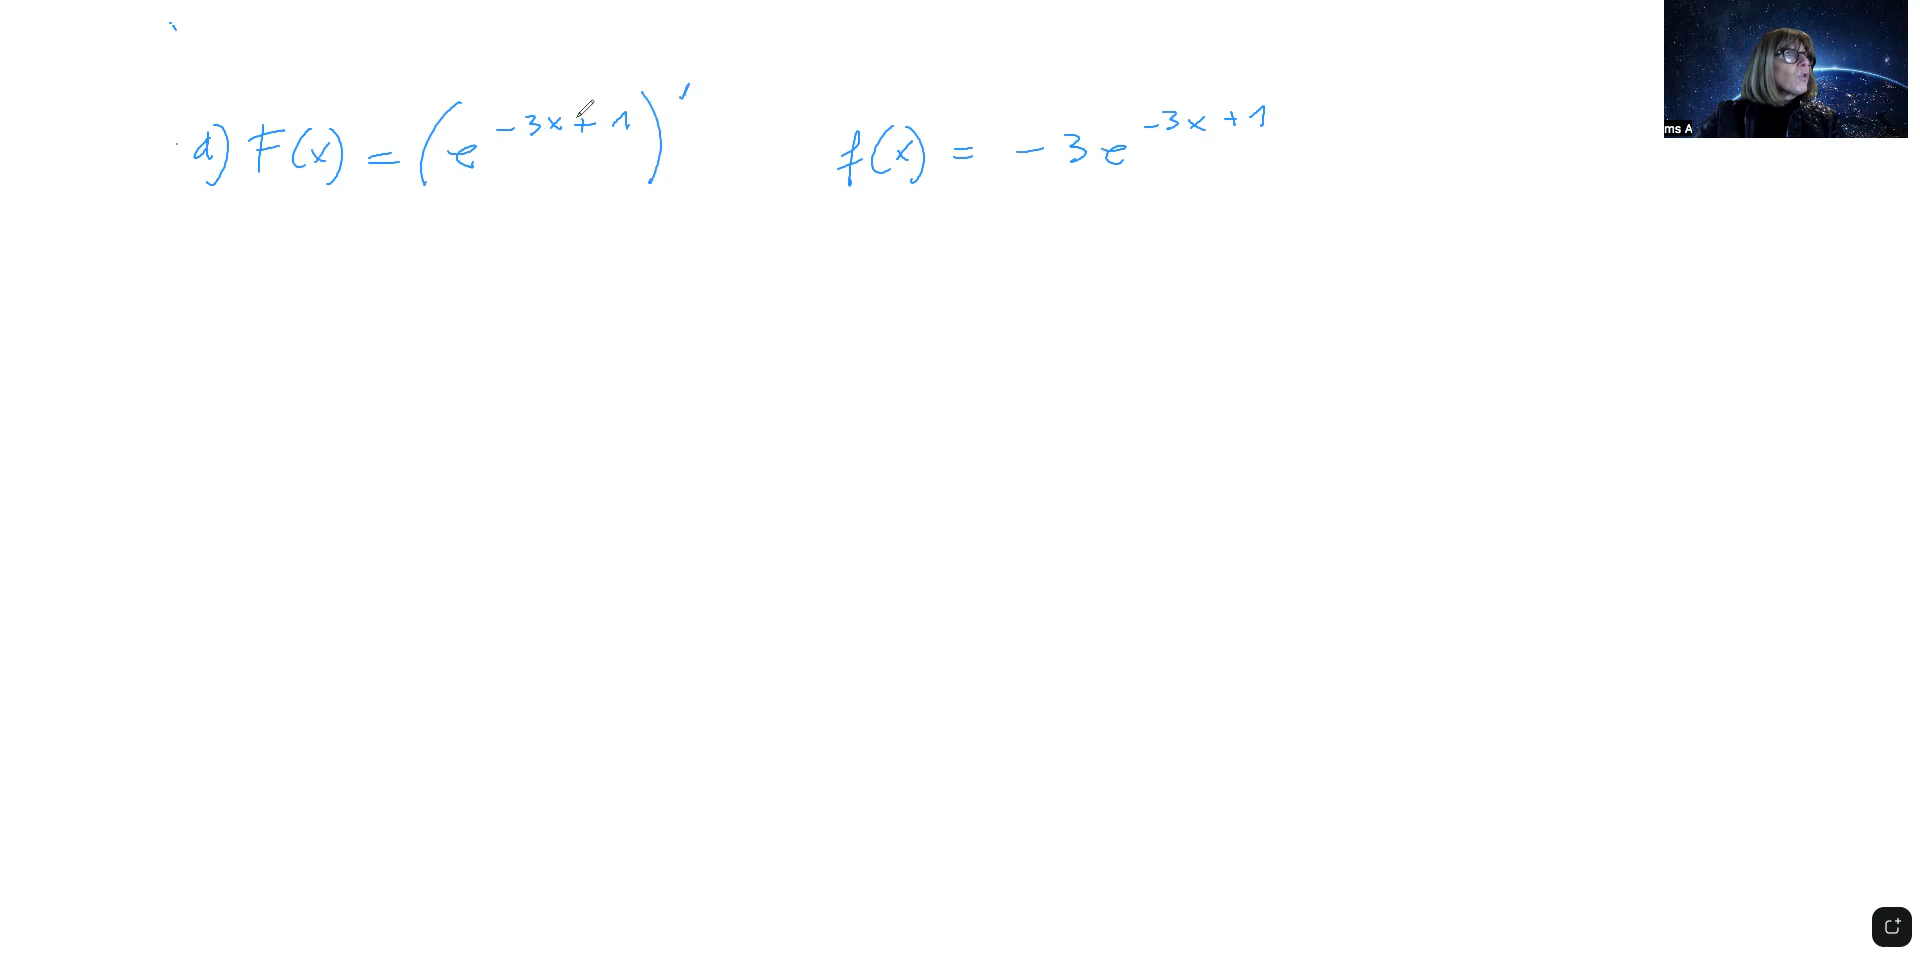 d) F(x) = (e^{-3x+1})'    f(x) = -3e^{-3x+1}
ms A